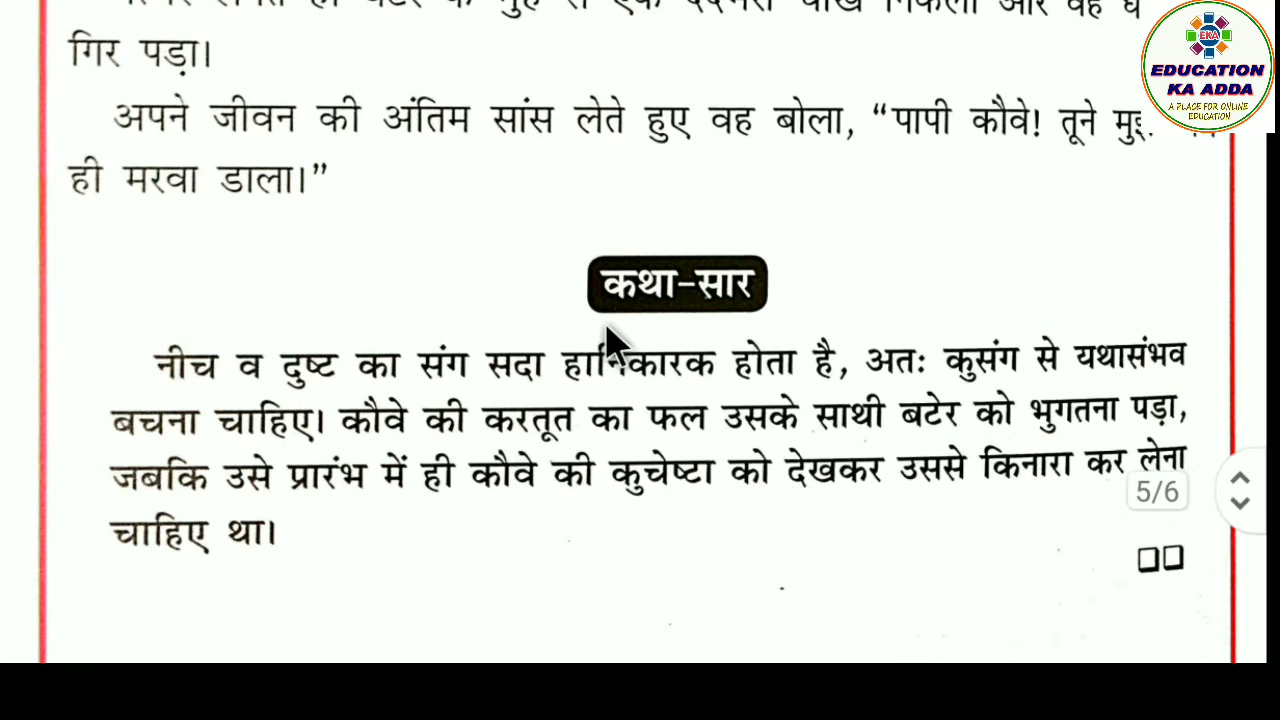 गिर पड़ा।
अपने जीवन की अंतिम सांस लेते हुए वह बोला, “पापी कौवे! तूने
ही मरवा डाला।”
कथा-सार
नीच व दुष्ट का संग सदा हानिकारक होता है, अतः कुसंग से यथासंभव
बचना चाहिए। कौवे की करतूत का फल उसके साथी बटेर को भुगतना पड़ा,
जबकि उसे प्रारंभ में ही कौवे की कुचेष्टा को देखकर उससे किनारा कर लेना
चाहिए था।
5/6
EKA
EDUCATION
KA ADDA
A PLACE FOR ONLINE
EDUCATION